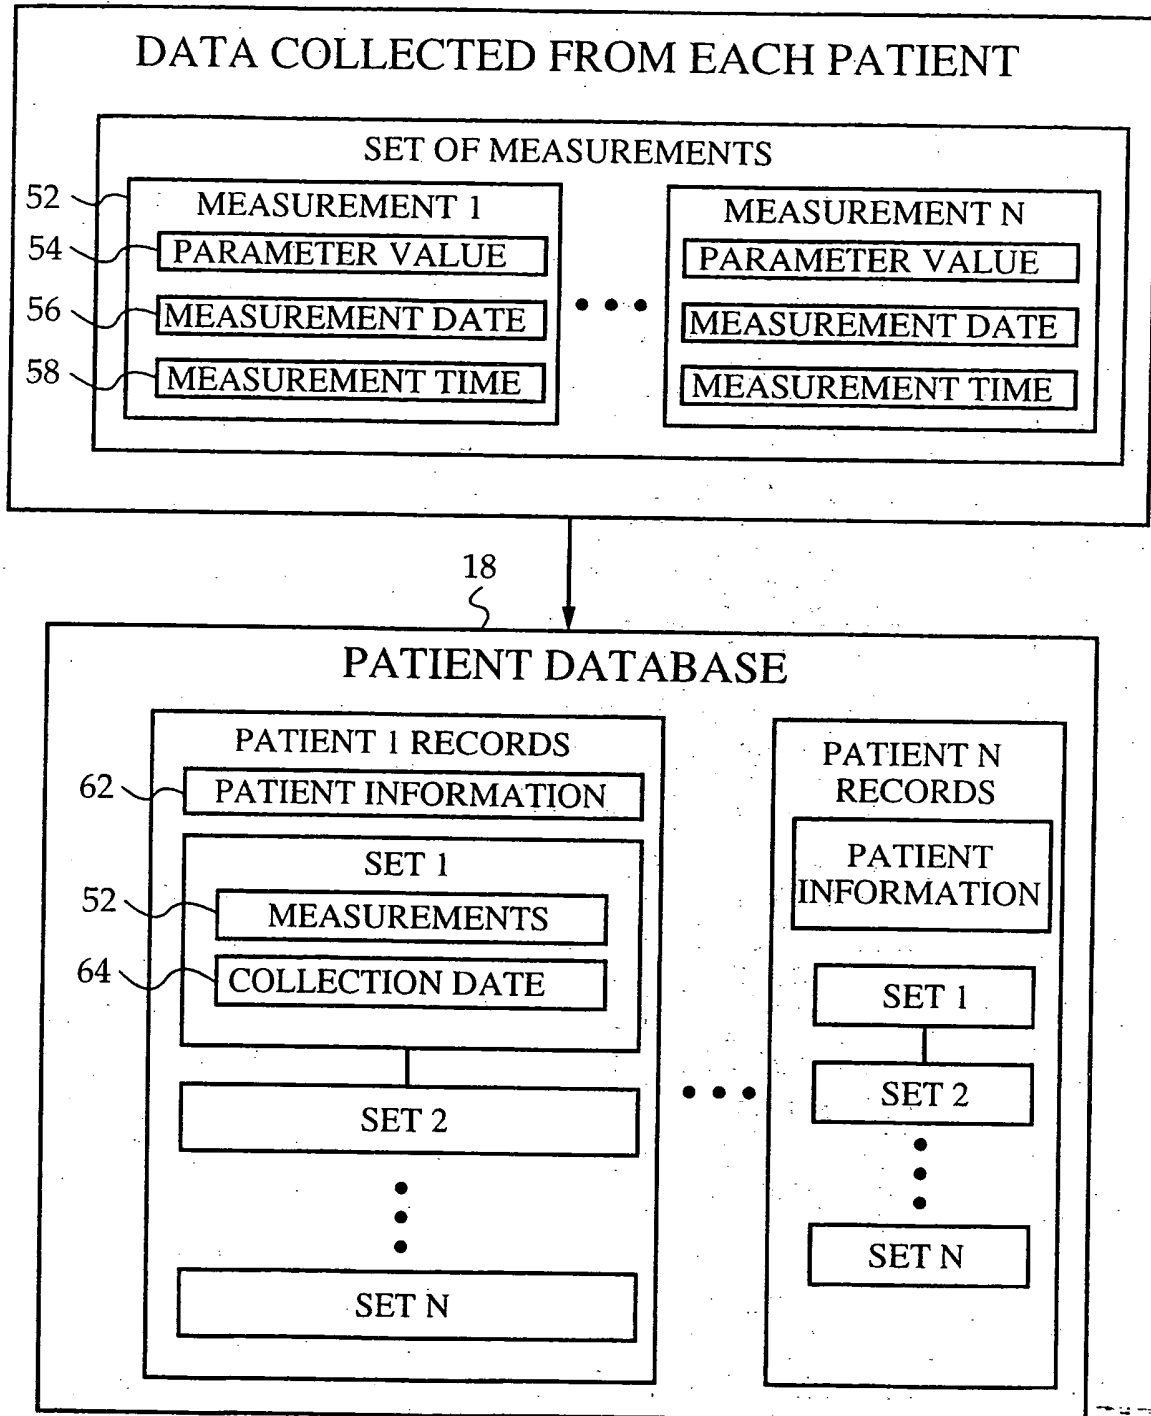 DATA COLLECTED FROM EACH PATIENT
SET OF MEASUREMENTS
52
MEASUREMENT 1
54
PARAMETER VALUE
56
MEASUREMENT DATE
58
MEASUREMENT TIME
MEASUREMENT N
PARAMETER VALUE
MEASUREMENT DATE
MEASUREMENT TIME
18
PATIENT DATABASE
PATIENT 1 RECORDS
62
PATIENT INFORMATION
SET 1
52
MEASUREMENTS
64
COLLECTION DATE
SET 2
SET N
PATIENT N
RECORDS
PATIENT
INFORMATION
SET 1
SET 2
SET N